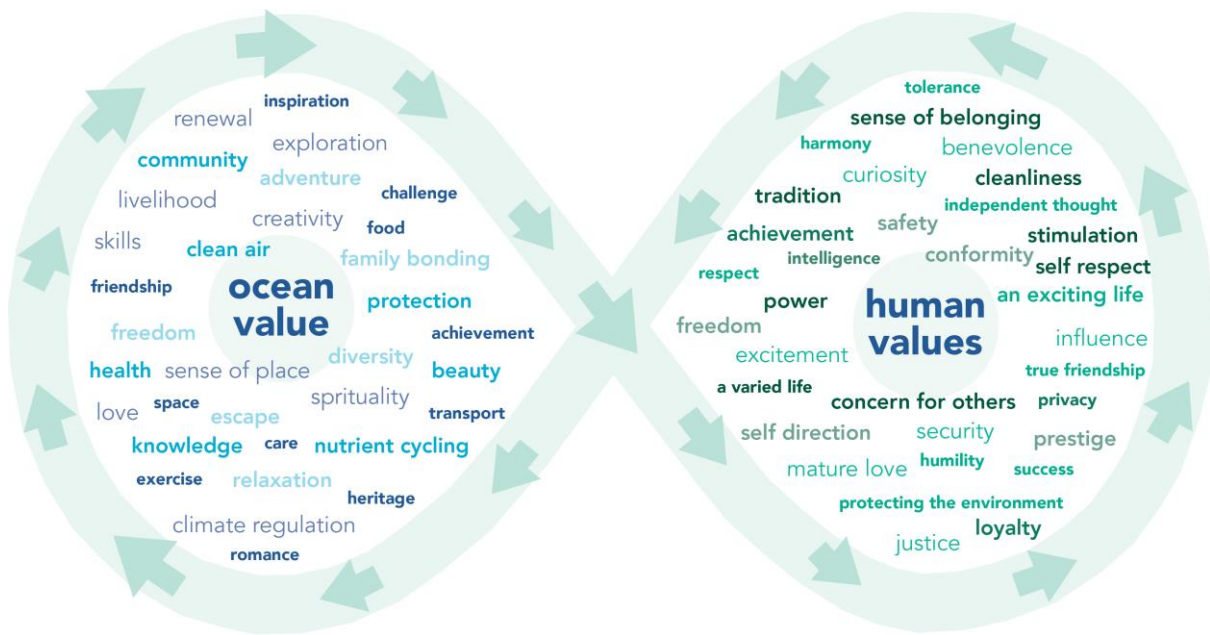 inspiration
renewal
exploration
community
adventure
challenge
livelihood
creativity
food
skills
clean air
family bonding
friendship
ocean
value
protection
freedom
achievement
diversity
health
sense of place
beauty
love
space
sprituality
escape
transport
knowledge
care
nutrient cycling
exercise
relaxation
heritage
climate regulation
romance
tolerance
sense of belonging
harmony
benevolence
curiosity
cleanliness
tradition
independent thought
safety
achievement
stimulation
intelligence
conformity
self respect
respect
power
human
values
an exciting life
freedom
influence
excitement
true friendship
a varied life
concern for others
privacy
self direction
security
prestige
mature love
humility
success
protecting the environment
loyalty
justice